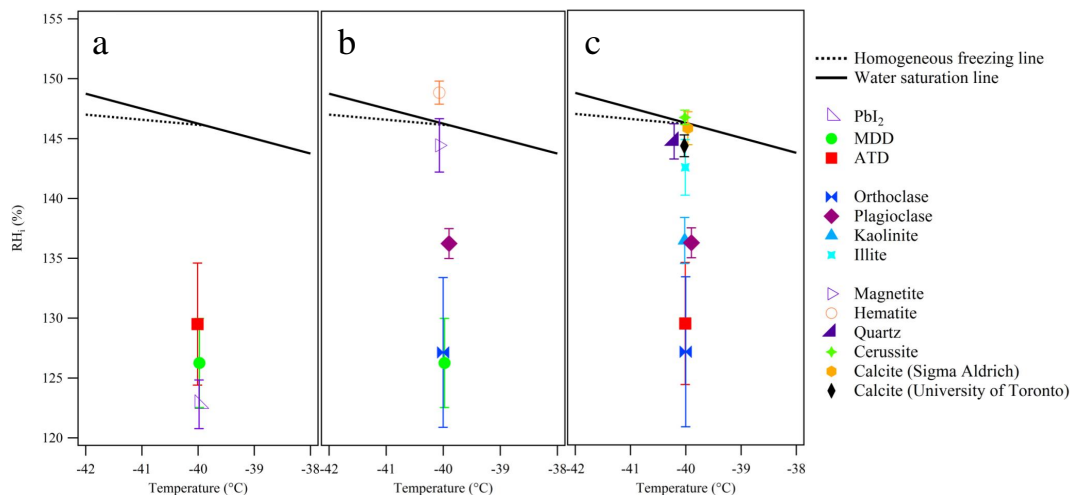 a
b
c
155
150
145
140
135
130
125
120
RHi (%)
-42 -41 -40 -39 -38
-42 -41 -40 -39 -38
-42 -41 -40 -39 -38
Temperature (°C)
Temperature (°C)
Temperature (°C)
Homogeneous freezing line
Water saturation line
PbI₂
MDD
ATD
Orthoclase
Plagioclase
Kaolinite
Illite
Magnetite
Hematite
Quartz
Cerussite
Calcite (Sigma Aldrich)
Calcite (University of Toronto)